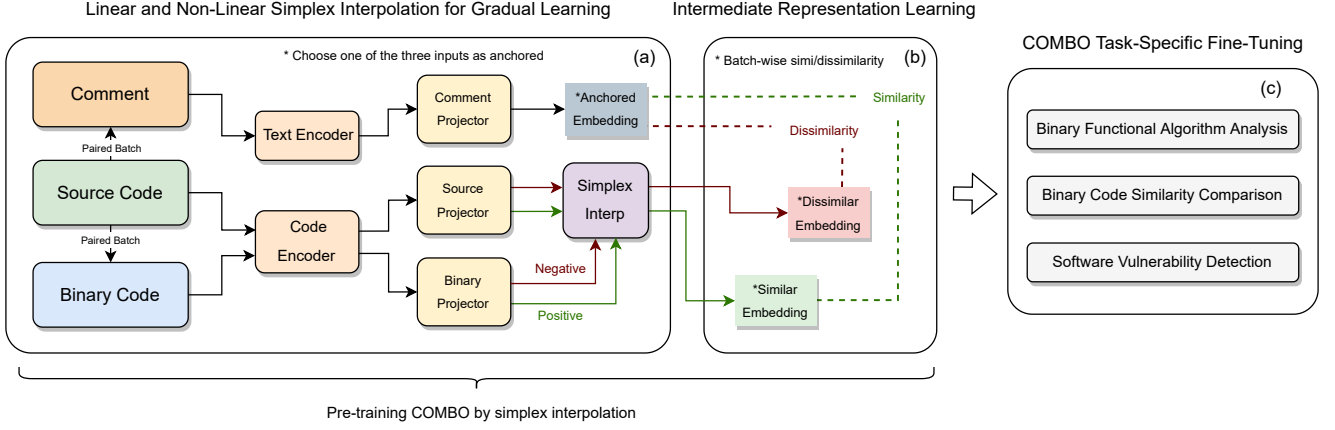 Linear and Non-Linear Simplex Interpolation for Gradual Learning
Intermediate Representation Learning
COMBO Task-Specific Fine-Tuning
* Choose one of the three inputs as anchored
(a)
Comment
Paired Batch
Source Code
Paired Batch
Binary Code
Text Encoder
Code
Encoder
Comment
Projector
Source
Projector
Binary
Projector
*Anchored
Embedding
Simplex
Interp
Negative
Positive
* Batch-wise simi/dissimilarity
(b)
Similarity
Dissimilarity
*Dissimilar
Embedding
*Similar
Embedding
(c)
Binary Functional Algorithm Analysis
Binary Code Similarity Comparison
Software Vulnerability Detection
Pre-training COMBO by simplex interpolation